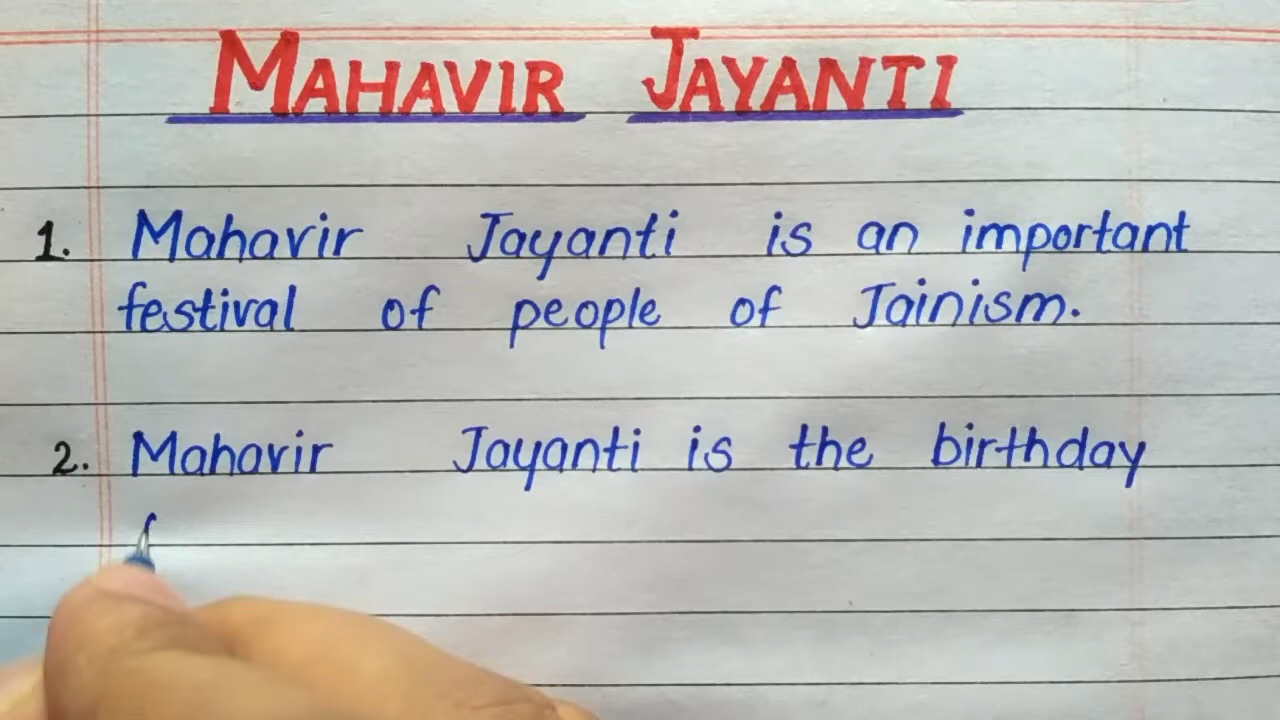 MAHAVIR JAYANTI
1. Mahavir Jayanti is an important
festival of people of Jainism.
2. Mahavir Jayanti is the birthday